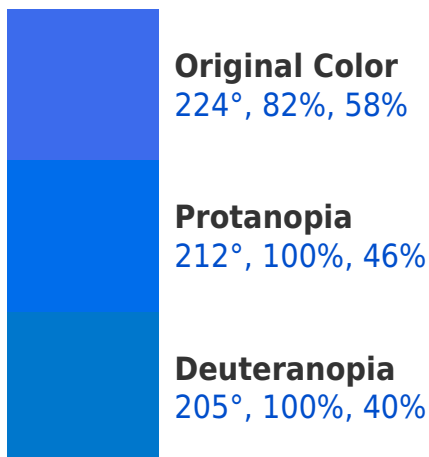 Original Color
224°, 82%, 58%
Protanopia
212°, 100%, 46%
Deuteranopia
205°, 100%, 40%